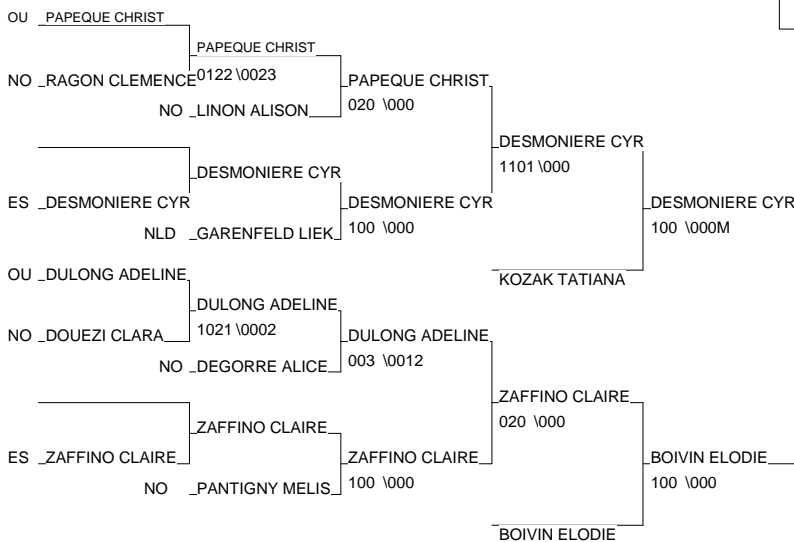 OU PAPEQUE CHRIST
PAPEQUE CHRIST
0122 \0023
NO RAGON CLEMENCE
PAPEQUE CHRIST
020 \000
NO LINON ALISON
DESMONIERE CYR
1101 \000
DESMONIERE CYR
ES DESMONIERE CYR
DESMONIERE CYR
100 \000
DESMONIERE CYR
100 \000M
NLD GARENFELD LIEK
OU DULONG ADELINE
KOZAK TATIANA
DULONG ADELINE
1021 \0002
NO DOUEZI CLARA
DULONG ADELINE
003 \0012
NO DEGORRE ALICE
ZAFFINO CLAIRE
020 \000
ZAFFINO CLAIRE
ES ZAFFINO CLAIRE
ZAFFINO CLAIRE
100 \000
BOIVIN ELODIE
100 \000
NO PANTIGNY MELIS
BOIVIN ELODIE